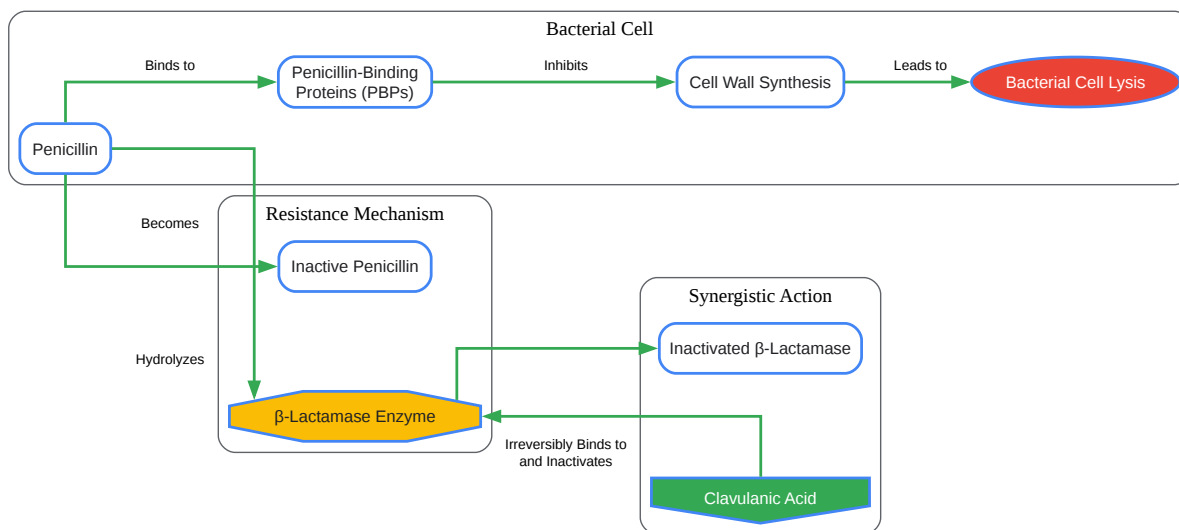 Bacterial Cell
Binds to
Penicillin-Binding
Proteins (PBPs)
Inhibits
Cell Wall Synthesis
Leads to
Bacterial Cell Lysis
Penicillin
Becomes
Resistance Mechanism
Inactive Penicillin
Hydrolyzes
β-Lactamase Enzyme
Synergistic Action
Inactivated β-Lactamase
Irreversibly Binds to
and Inactivates
Clavulanic Acid